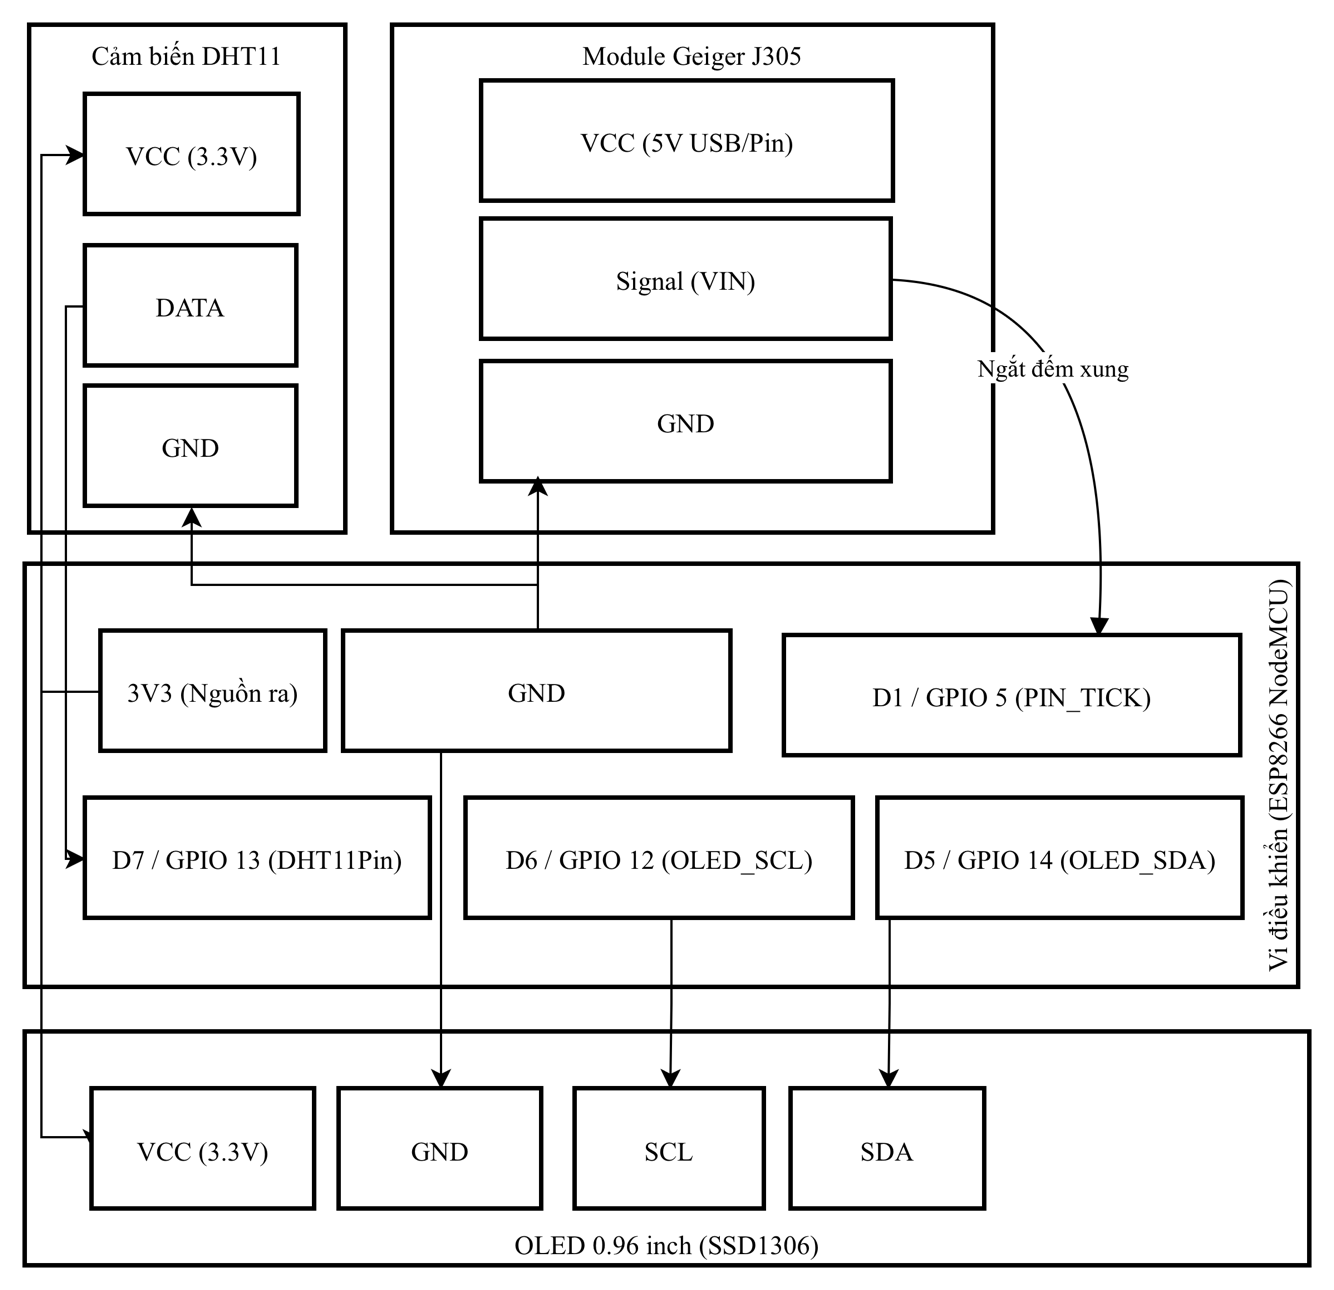 Cảm biến DHT11
VCC (3.3V)
DATA
GND
Module Geiger J305
VCC (5V USB/Pin)
Signal (VIN)
GND
Ngắt đếm xung
3V3 (Nguồn ra)
GND
D1 / GPIO 5 (PIN_TICK)
D7 / GPIO 13 (DHT11Pin)
D6 / GPIO 12 (OLED_SCL)
D5 / GPIO 14 (OLED_SDA)
Vi điều khiển (ESP8266 NodeMCU)
VCC (3.3V)
GND
SCL
SDA
OLED 0.96 inch (SSD1306)